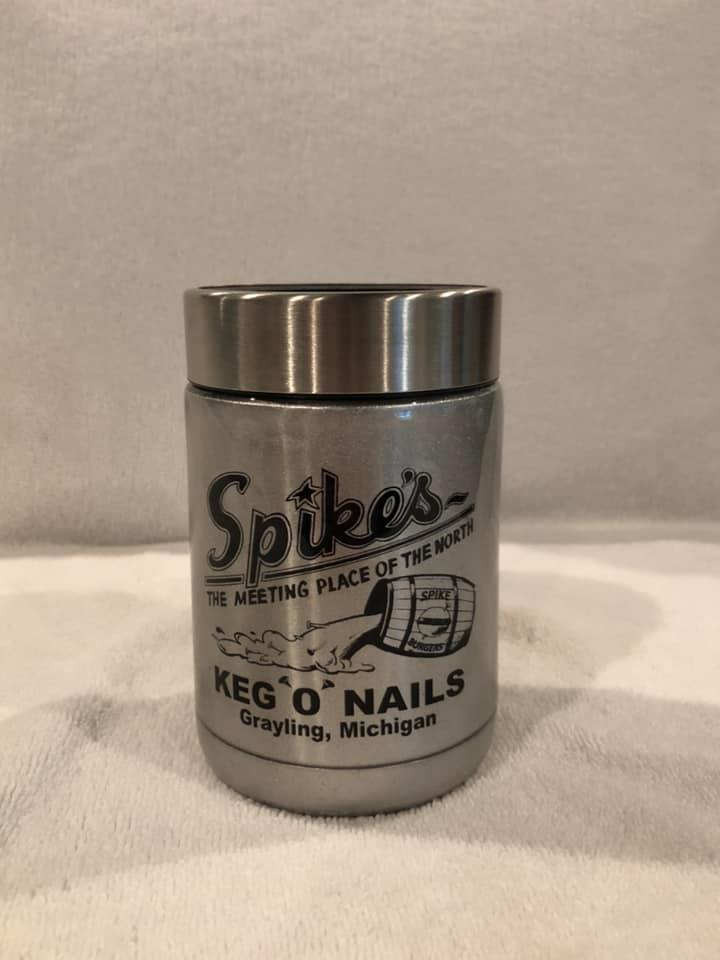 Spike's
THE MEETING PLACE OF THE NORTH
SPIKE
BURGERS
KEG 'O' NAILS
Grayling, Michigan